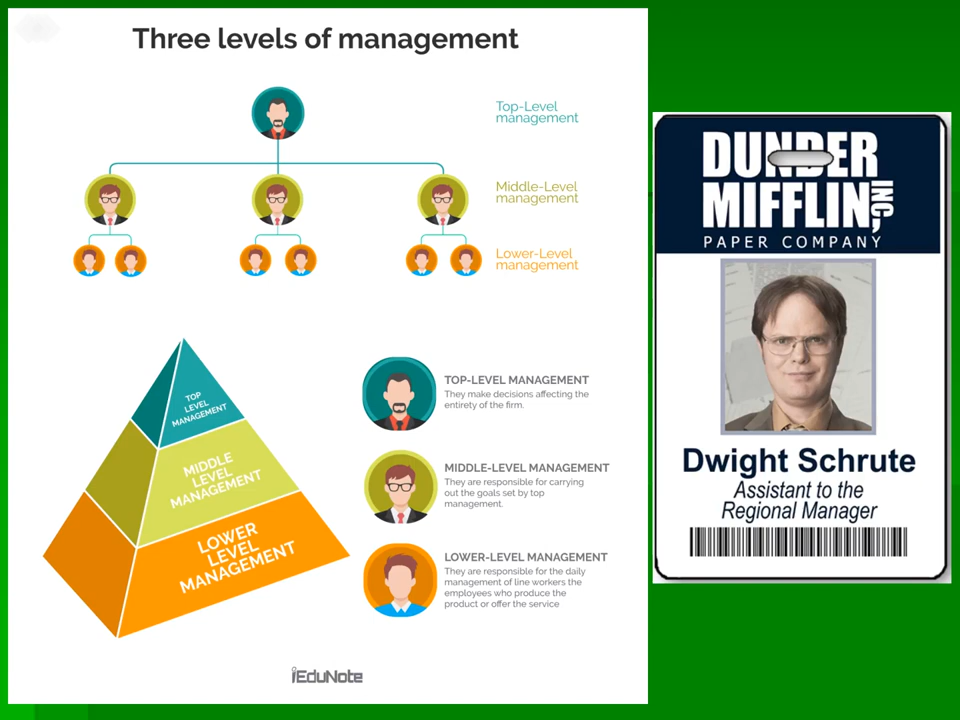 Three levels of management
Top-Level
management
Middle-Level
management
Lower-Level
management
TOP
LEVEL
MANAGEMENT
MIDDLE
LEVEL
MANAGEMENT
LOWER
LEVEL
MANAGEMENT
TOP-LEVEL MANAGEMENT
They make decisions affecting the
entirety of the firm.
MIDDLE-LEVEL MANAGEMENT
They are responsible for carrying
out the goals set by top
management.
LOWER-LEVEL MANAGEMENT
They are responsible for the daily
management of line workers the
employees who produce the
product or offer the service
iEduNote
DUNDER
MIFFLIN, INC.
PAPER COMPANY
Dwight Schrute
Assistant to the
Regional Manager